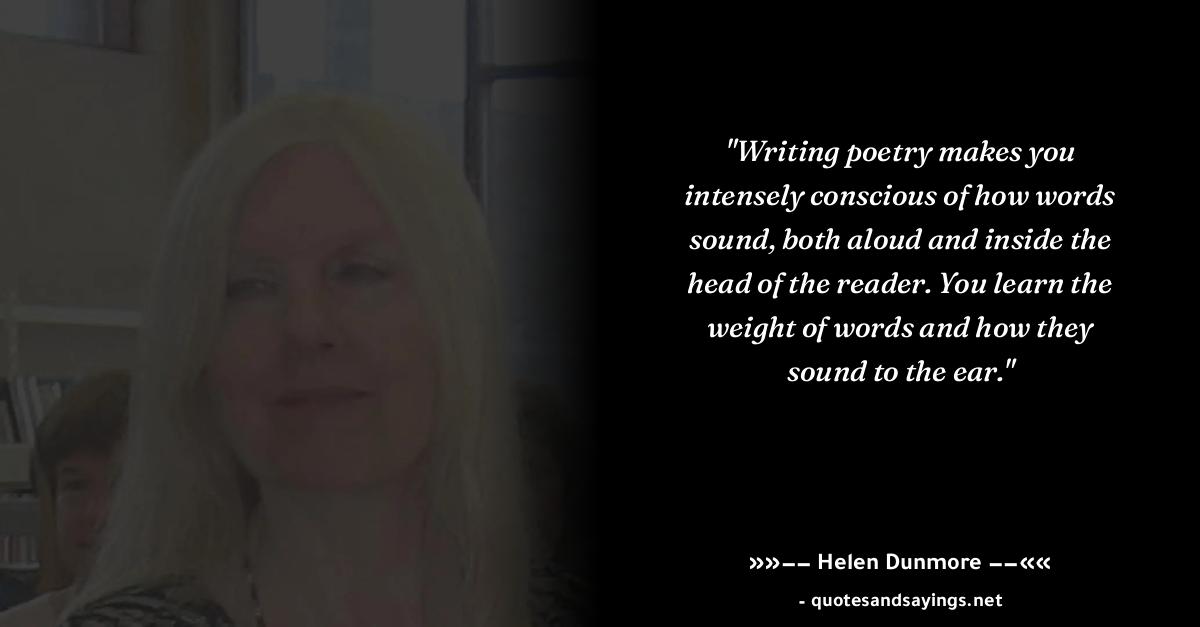 "Writing poetry makes you
intensely conscious of how words
sound, both aloud and inside the
head of the reader. You learn the
weight of words and how they
sound to the ear."
»»−− Helen Dunmore −−««
- quotesandsayings.net